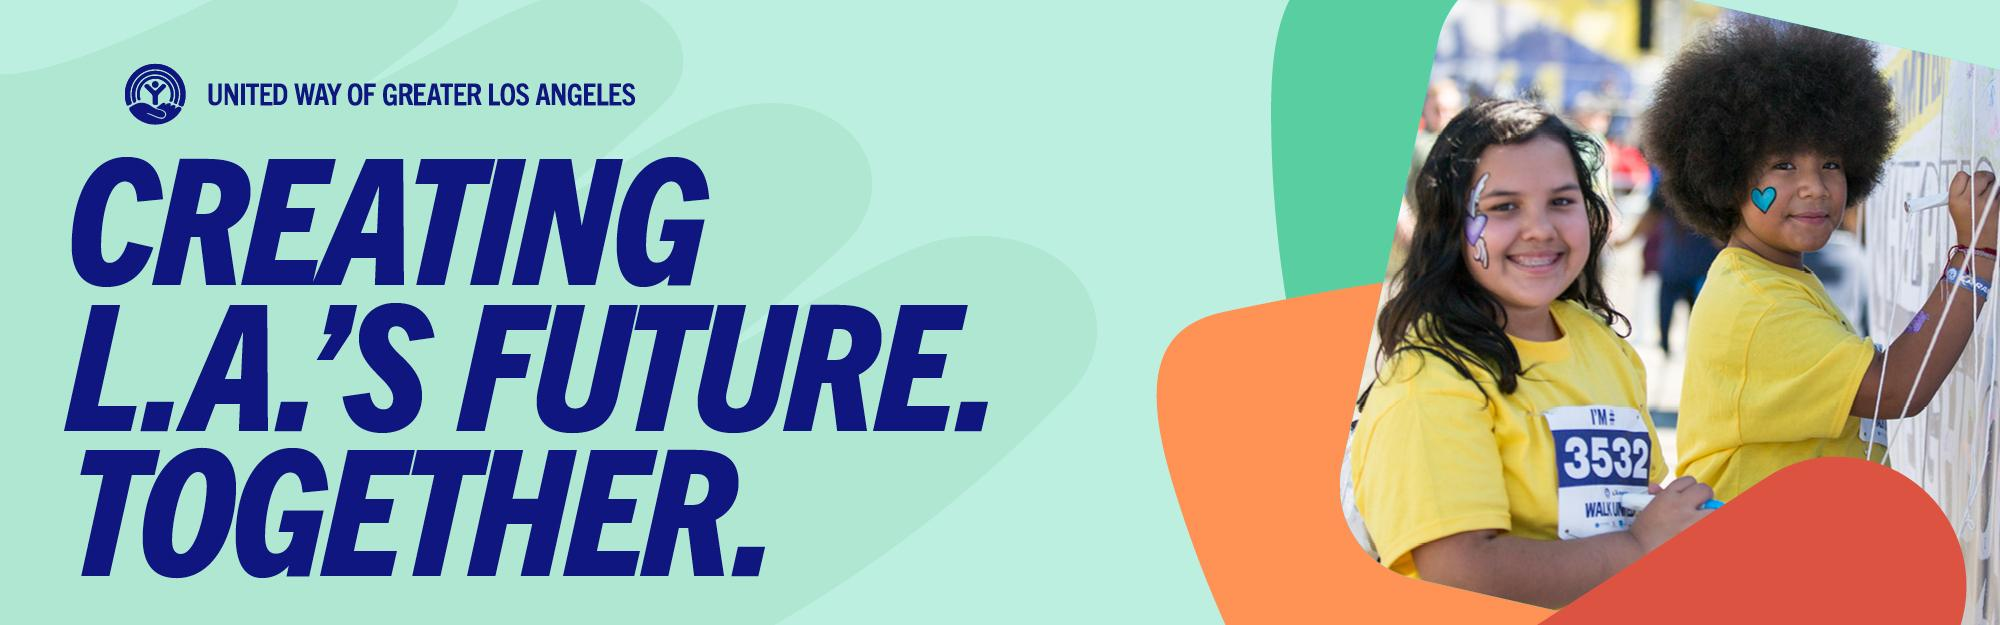 UNITED WAY OF GREATER LOS ANGELES
CREATING
L.A.'S FUTURE.
TOGETHER.
I'M #
3532